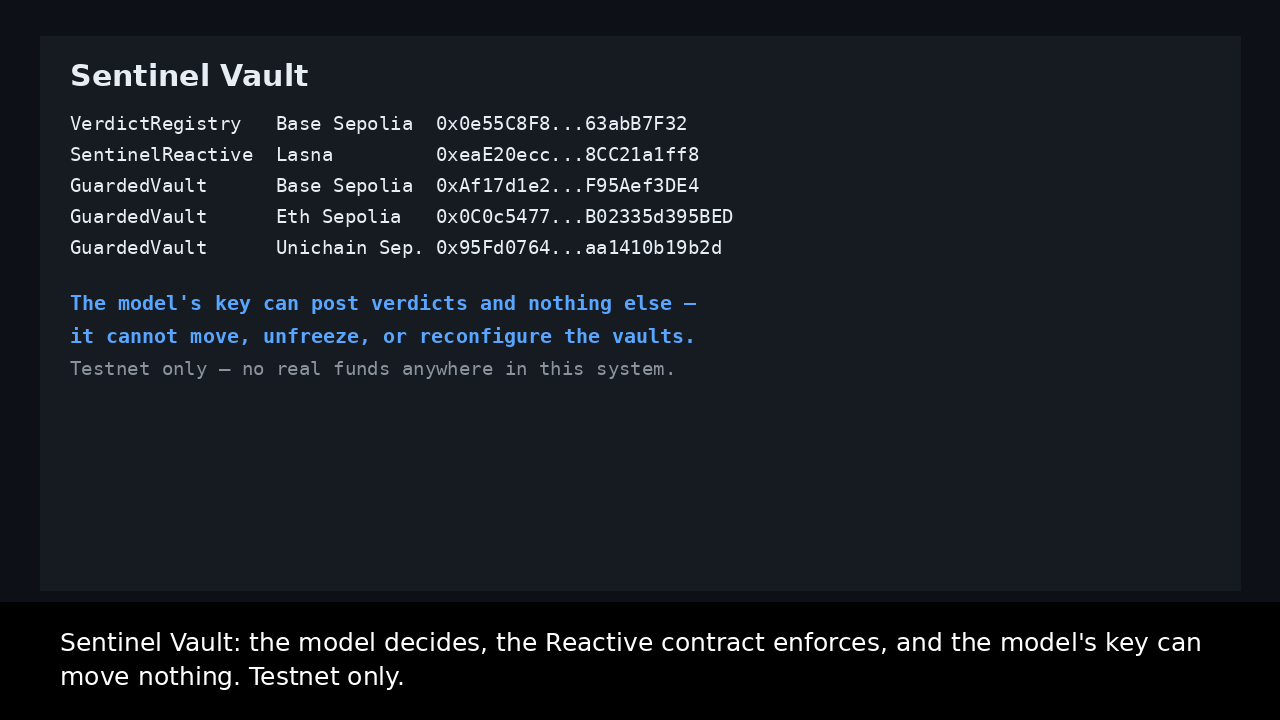 Sentinel Vault
VerdictRegistry Base Sepolia 0x0e55C8F8...63abB7F32
SentinelReactive Lasna 0xeaE20ecc...8CC21a1ff8
GuardedVault Base Sepolia 0xAf17d1e2...F95Aef3DE4
GuardedVault Eth Sepolia 0x0C0c5477...B02335d395BED
GuardedVault Unichain Sep. 0x95Fd0764...aa1410b19b2d
The model's key can post verdicts and nothing else —
it cannot move, unfreeze, or reconfigure the vaults.
Testnet only — no real funds anywhere in this system.
Sentinel Vault: the model decides, the Reactive contract enforces, and the model's key can
move nothing. Testnet only.